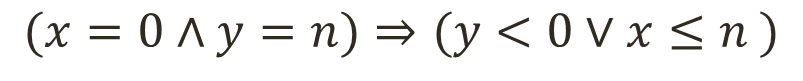 (𝑥 = 0 ∧ 𝑦 = 𝑛) ⇒ (𝑦 < 0 ∨ 𝑥 ≤ 𝑛 )